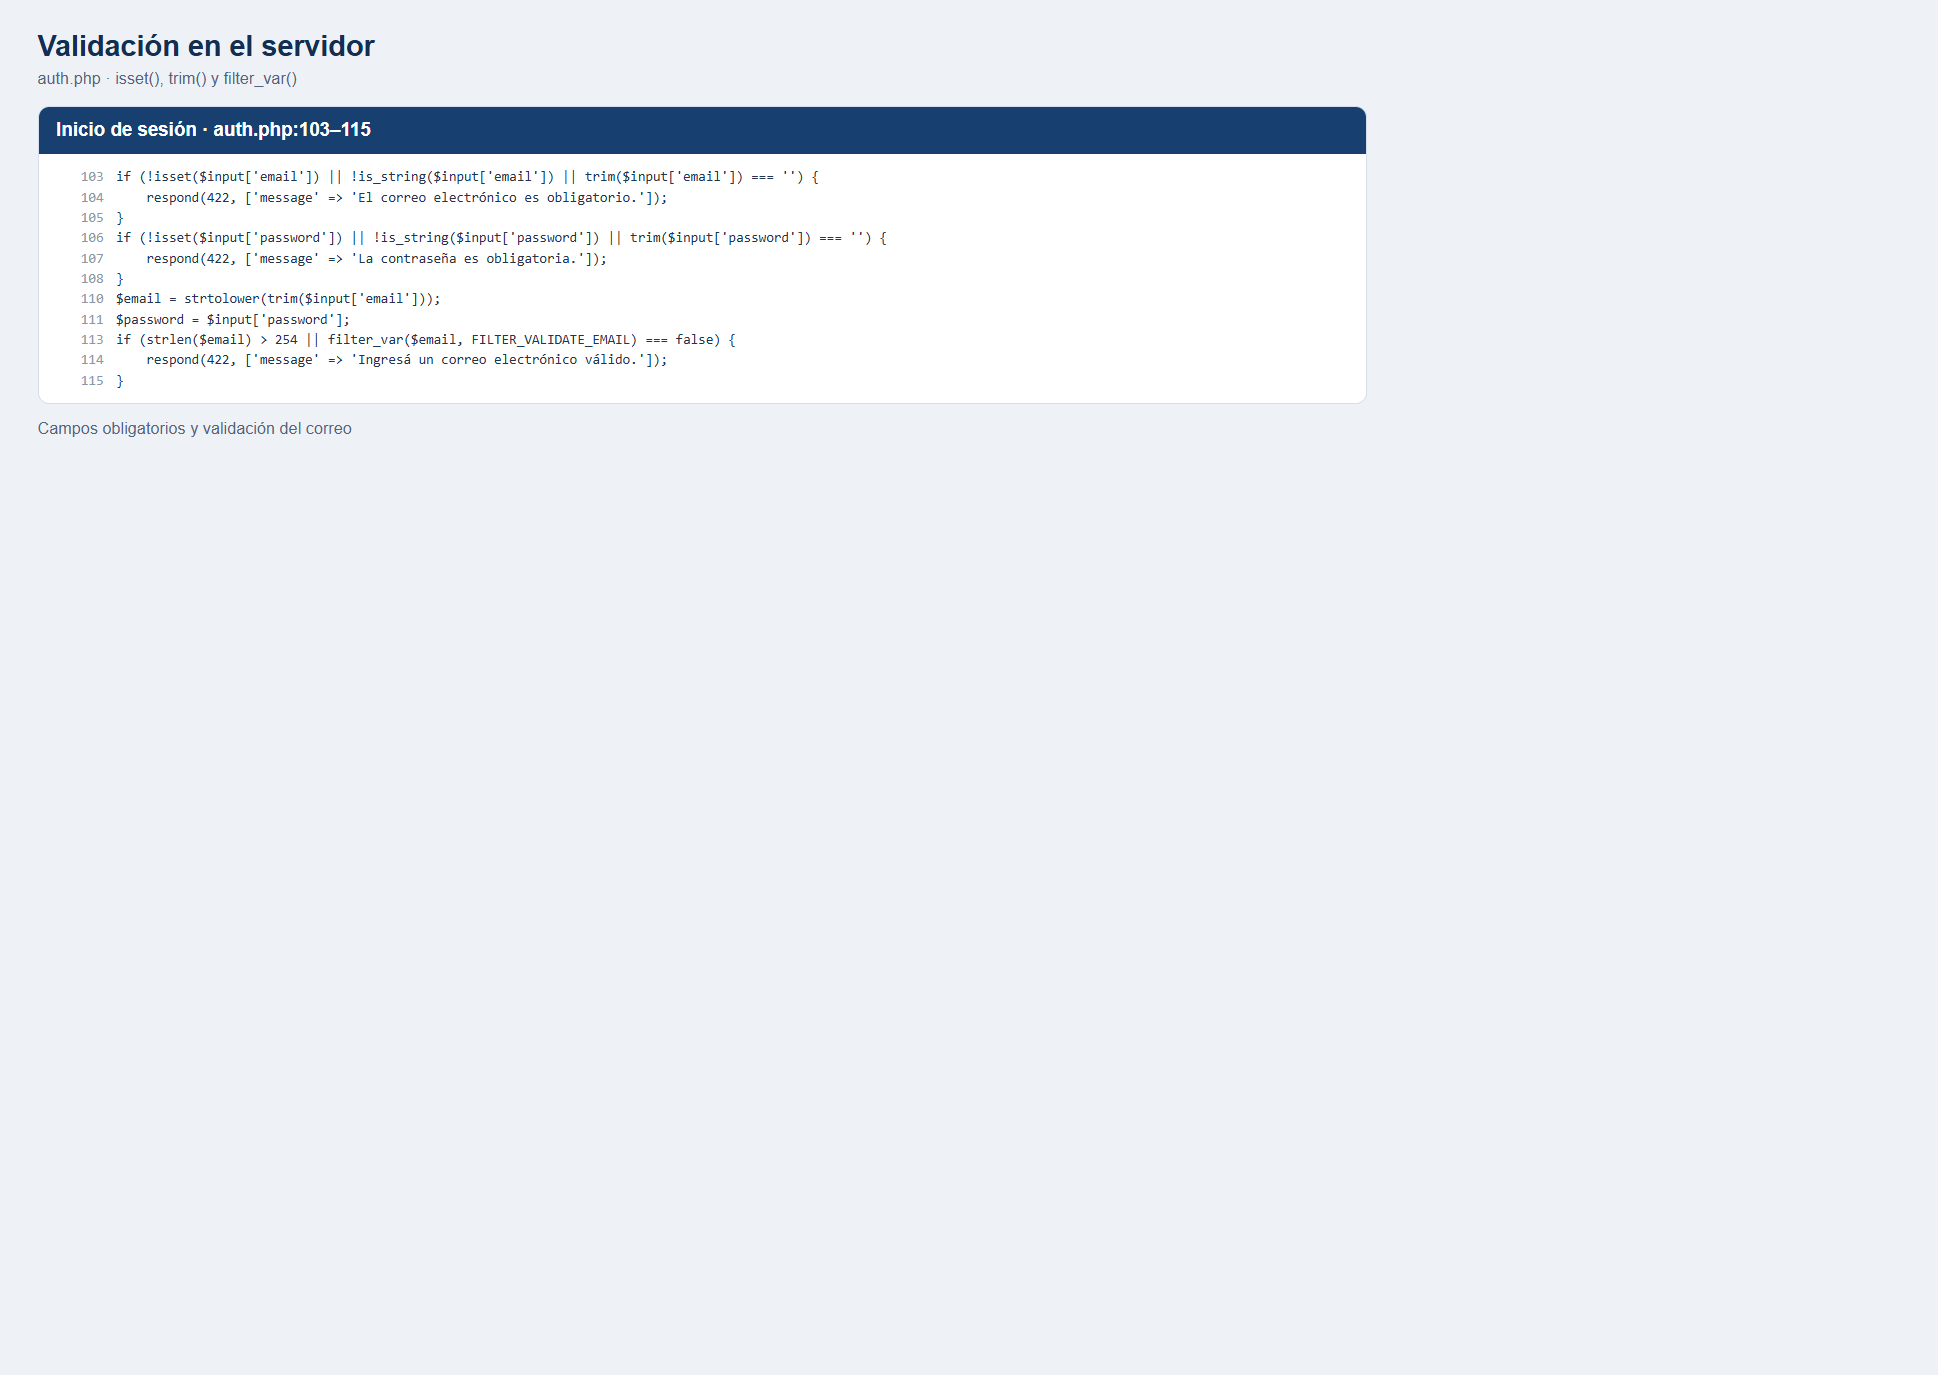 Validación en el servidor
auth.php · isset(), trim() y filter_var()
Inicio de sesión · auth.php:103–115
103 if (!isset($input['email']) || !is_string($input['email']) || trim($input['email']) === '') {
104     respond(422, ['message' => 'El correo electrónico es obligatorio.']);
105 }
106 if (!isset($input['password']) || !is_string($input['password']) || trim($input['password']) === '') {
107     respond(422, ['message' => 'La contraseña es obligatoria.']);
108 }
110 $email = strtolower(trim($input['email']));
111 $password = $input['password'];
113 if (strlen($email) > 254 || filter_var($email, FILTER_VALIDATE_EMAIL) === false) {
114     respond(422, ['message' => 'Ingresá un correo electrónico válido.']);
115 }
Campos obligatorios y validación del correo